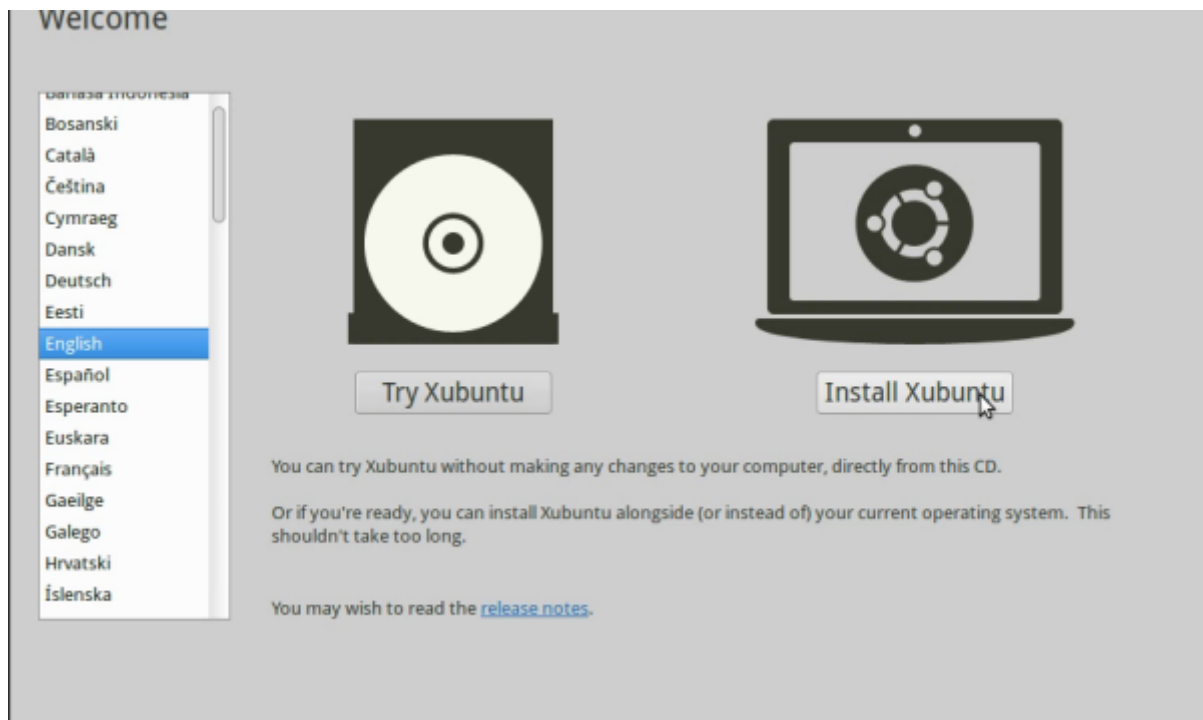 Welcome
Bahasa Indonesia
Bosanski
Català
Čeština
Cymraeg
Dansk
Deutsch
Eesti
English
Español
Esperanto
Euskara
Français
Gaeilge
Galego
Hrvatski
Íslenska
Try Xubuntu
Install Xubuntu
You can try Xubuntu without making any changes to your computer, directly from this CD.
Or if you're ready, you can install Xubuntu alongside (or instead of) your current operating system. This
shouldn't take too long.
You may wish to read the release notes.